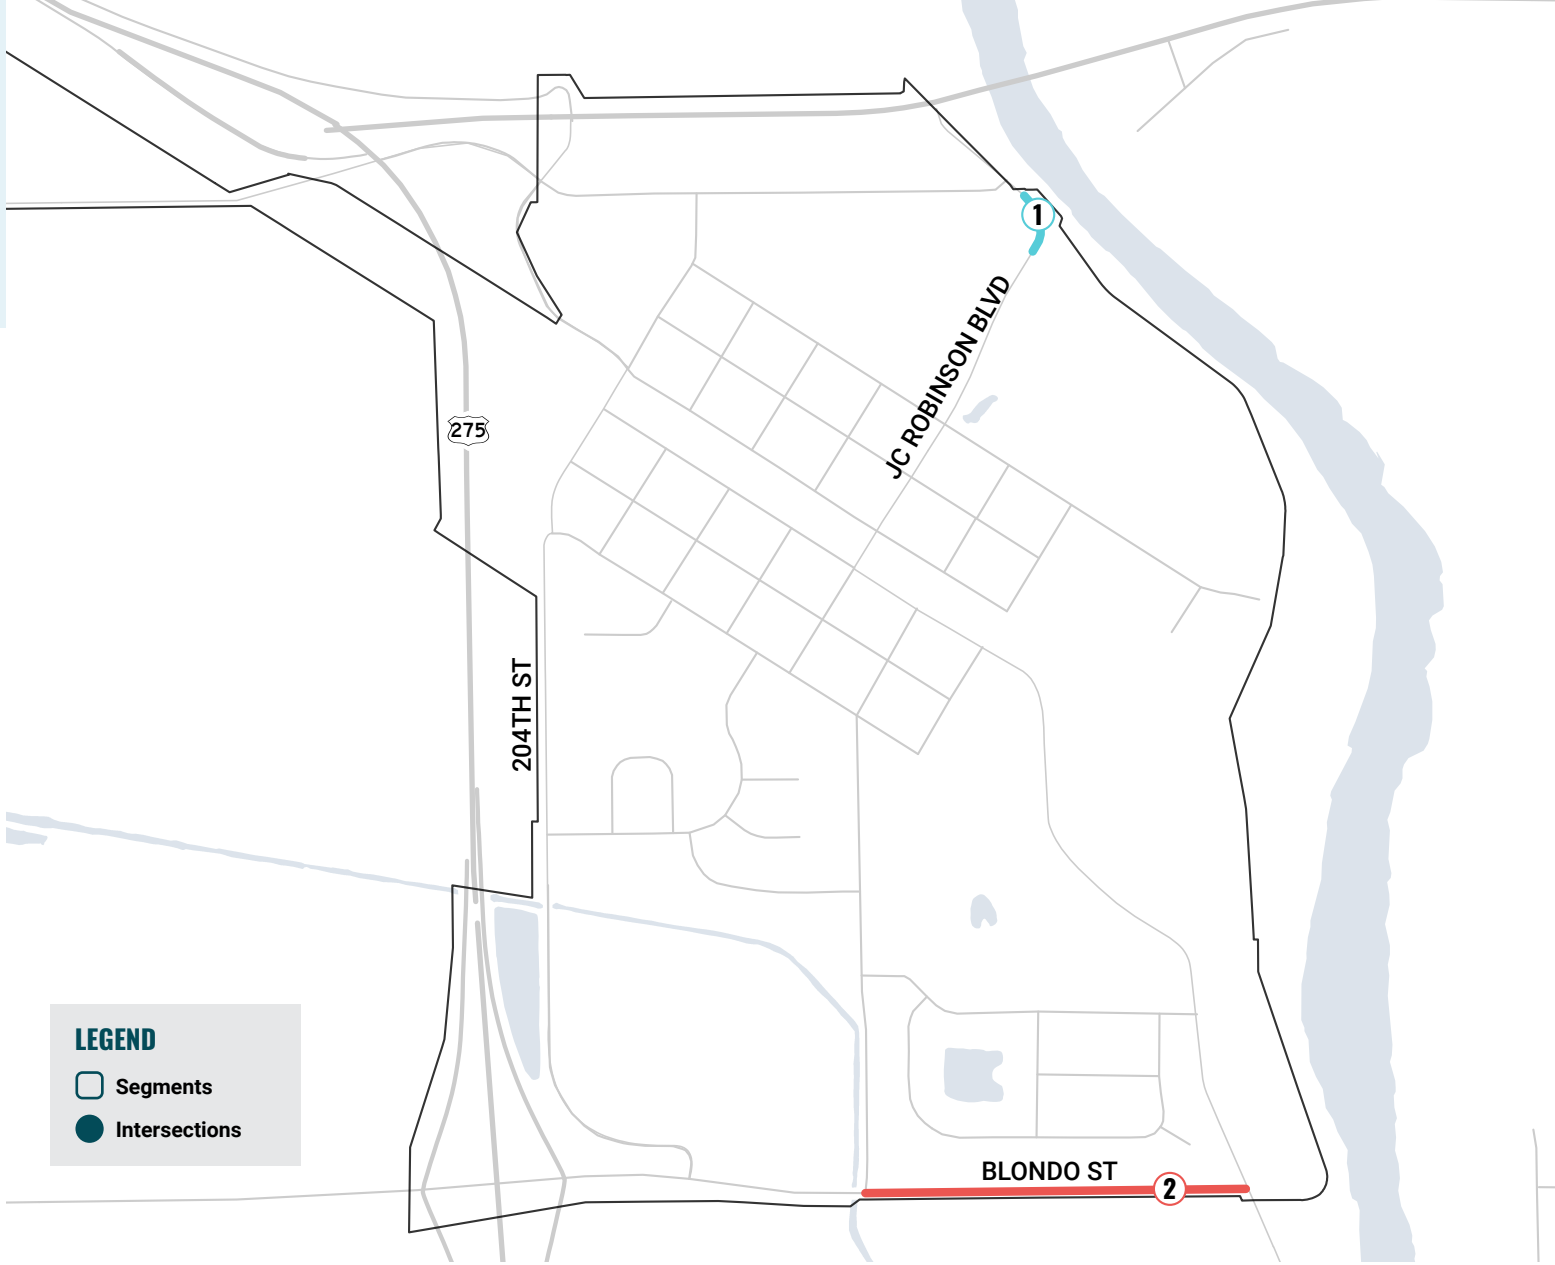 1
JC ROBINSON BLVD
275
204TH ST
LEGEND
Segments
Intersections
BLONDO ST
2